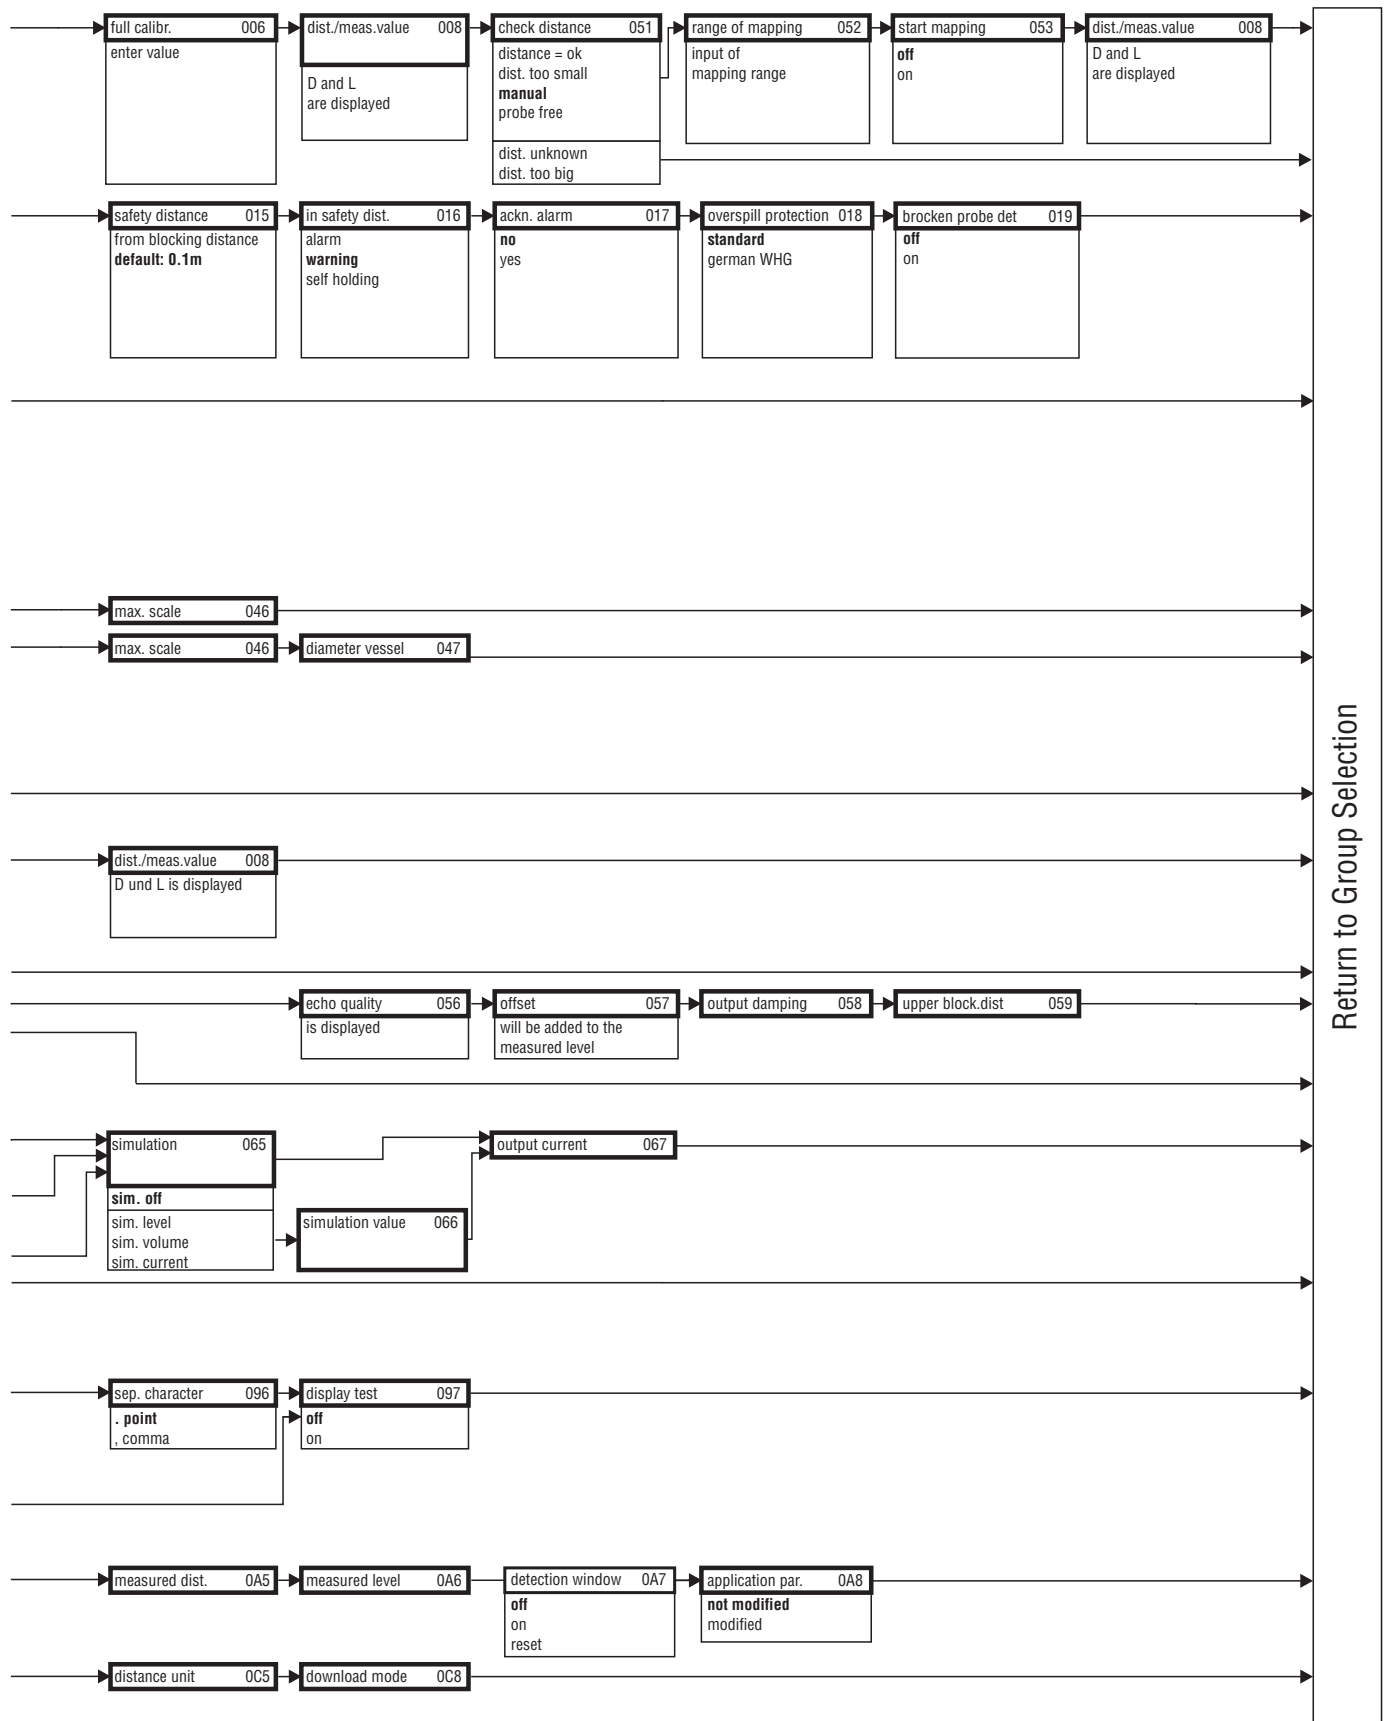 full calibr. 006
enter value
dist./meas.value 008
D and L
are displayed
check distance 051
distance = ok
dist. too small
manual
probe free
dist. unknown
dist. too big
range of mapping 052
input of
mapping range
start mapping 053
off
on
dist./meas.value 008
D and L
are displayed
safety distance 015
from blocking distance
default: 0.1m
in safety dist. 016
alarm
warning
self holding
ackn. alarm 017
no
yes
overspill protection 018
standard
german WHG
brocken probe det 019
off
on
max. scale 046
max. scale 046
diameter vessel 047
dist./meas.value 008
D und L is displayed
echo quality 056
is displayed
offset 057
will be added to the
measured level
output damping 058
upper block.dist 059
simulation 065
sim. off
sim. level
sim. volume
sim. current
simulation value 066
output current 067
sep. character 096
. point
, comma
display test 097
off
on
measured dist. 0A5
measured level 0A6
detection window 0A7
off
on
reset
application par. 0A8
not modified
modified
distance unit 0C5
download mode 0C8
Return to Group Selection